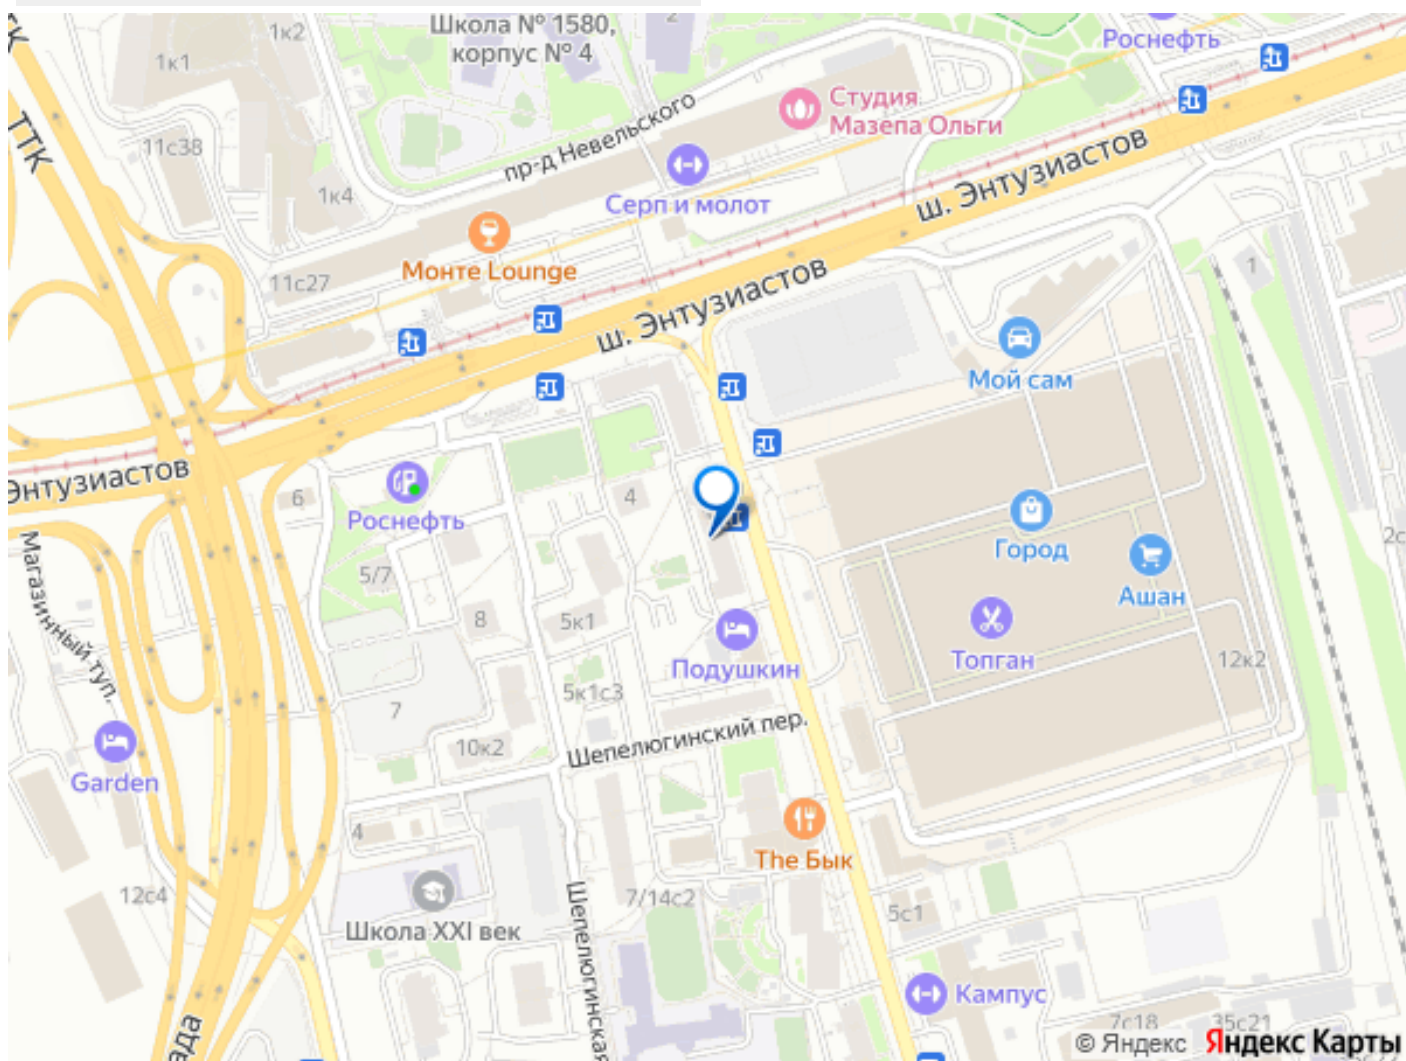 ТТК
Школа № 1580,
корпус № 4
2
Роснефть
1к2
1к1
Студия
Мазепа Ольги
ТТК
11с38
пр-д Невельского
ш. Энтузиастов
1к4
Серп и молот
Монте Lounge
11с27
1
ш. Энтузиастов
Мой сам
Энтузиастов
6
Роснефть
4
Город
Ашан
Магазинный туп.
5/7
8
5к1
Подушкин
Топган
12к2
5к1с3
7
10к2
Шепелюгинский пер.
Garden
4
The Бык
12с4
Школа XXI век
7/14с2
5с1
Шепелюгинская
Кампус
7с18
35с21
© Яндекс Яндекс Карты